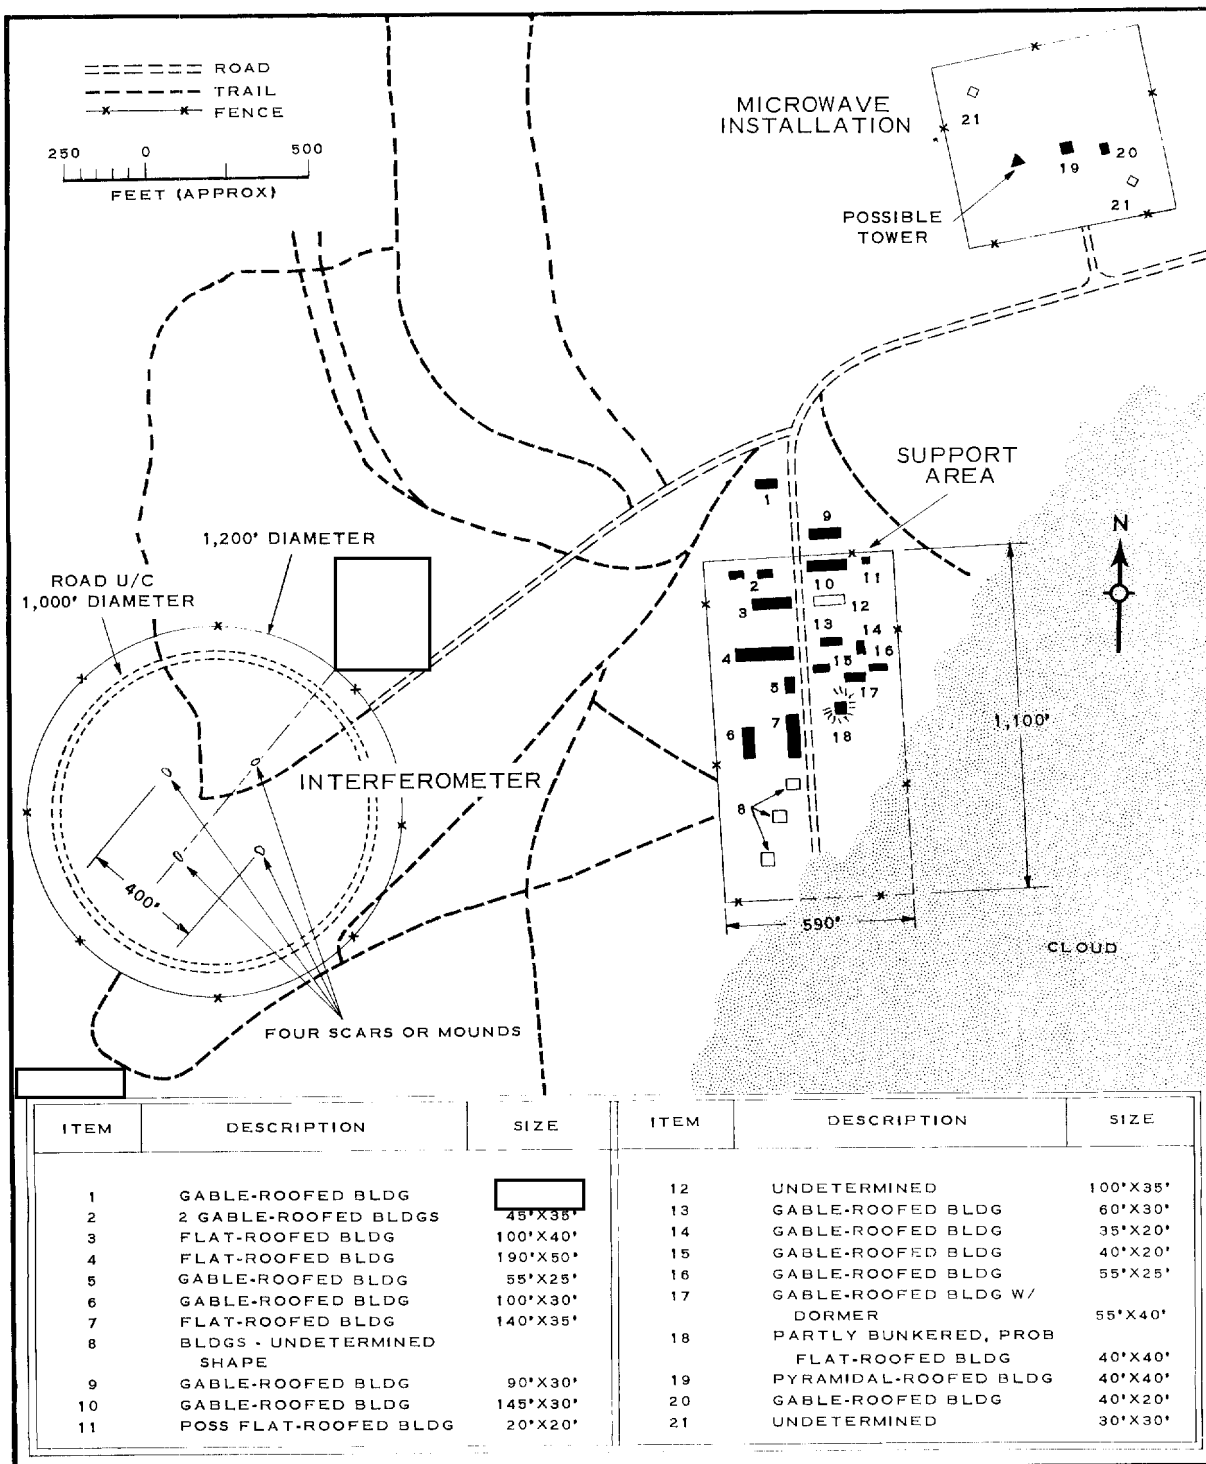 ROAD
TRAIL
FENCE
250 0 500
FEET (APPROX)
MICROWAVE
INSTALLATION
21
19
20
21
POSSIBLE
TOWER
SUPPORT
AREA
N
1
9
2
10
11
3
12
13
14
4
15
16
5
17
6
7
18
8
1,100'
590'
CLOUD
1,200' DIAMETER
ROAD U/C
1,000' DIAMETER
INTERFEROMETER
400'
FOUR SCARS OR MOUNDS
ITEM DESCRIPTION SIZE
1 GABLE-ROOFED BLDG
2 2 GABLE-ROOFED BLDGS 45'X35'
3 FLAT-ROOFED BLDG 100'X40'
4 FLAT-ROOFED BLDG 190'X50'
5 GABLE-ROOFED BLDG 55'X25'
6 GABLE-ROOFED BLDG 100'X30'
7 FLAT-ROOFED BLDG 140'X35'
8 BLDGS - UNDETERMINED
SHAPE
9 GABLE-ROOFED BLDG 90'X30'
10 GABLE-ROOFED BLDG 145'X30'
11 POSS FLAT-ROOFED BLDG 20'X20'
ITEM DESCRIPTION SIZE
12 UNDETERMINED 100'X35'
13 GABLE-ROOFED BLDG 60'X30'
14 GABLE-ROOFED BLDG 35'X20'
15 GABLE-ROOFED BLDG 40'X20'
16 GABLE-ROOFED BLDG 55'X25'
17 GABLE-ROOFED BLDG W/
DORMER 55'X40'
18 PARTLY BUNKERED, PROB
FLAT-ROOFED BLDG 40'X40'
19 PYRAMIDAL-ROOFED BLDG 40'X40'
20 GABLE-ROOFED BLDG 40'X20'
21 UNDETERMINED 30'X30'